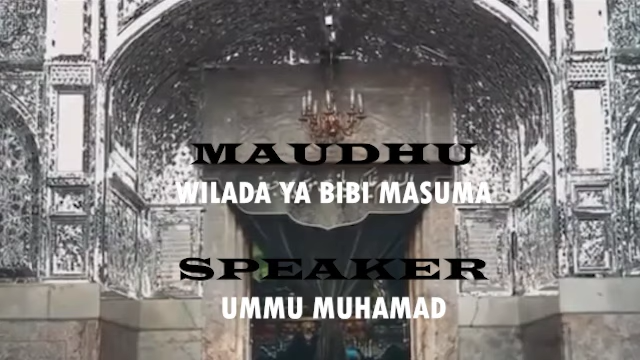 MAUDHU
WILADA YA BIBI MASUMA
SPEAKER
UMMU MUHAMAD